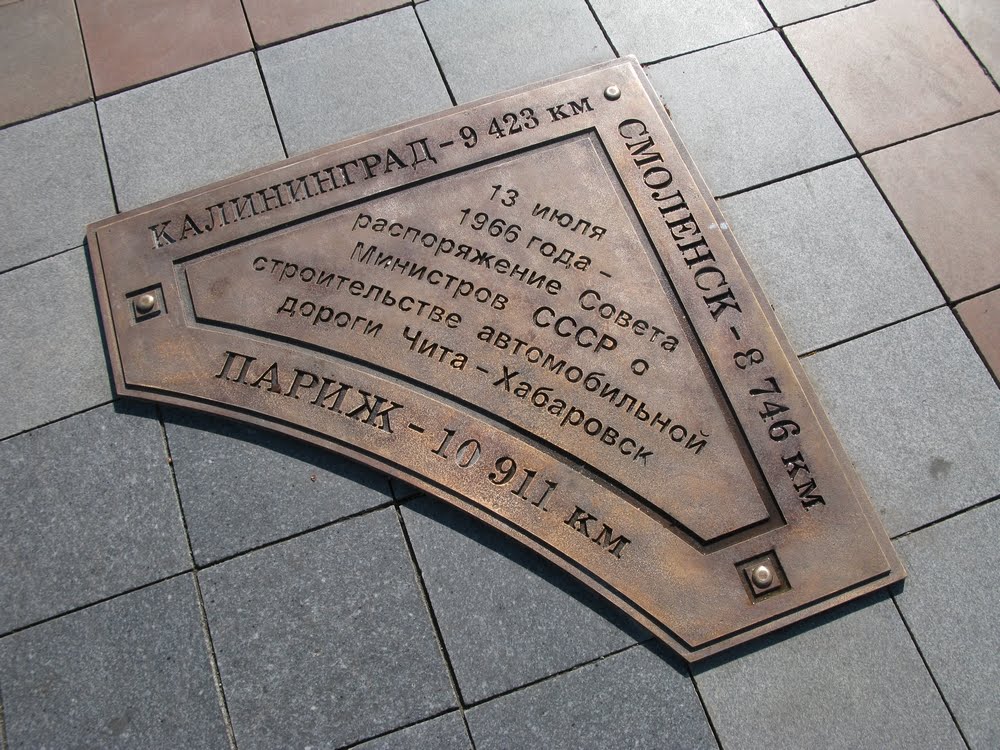 КАЛИНИНГРАД - 9 423 км
СМОЛЕНСК - 8 746 км
13 июля
1966 года –
распоряжение Совета
Министров СССР о
строительстве автомобильной
дороги Чита – Хабаровск
ПАРИЖ - 10 911 км